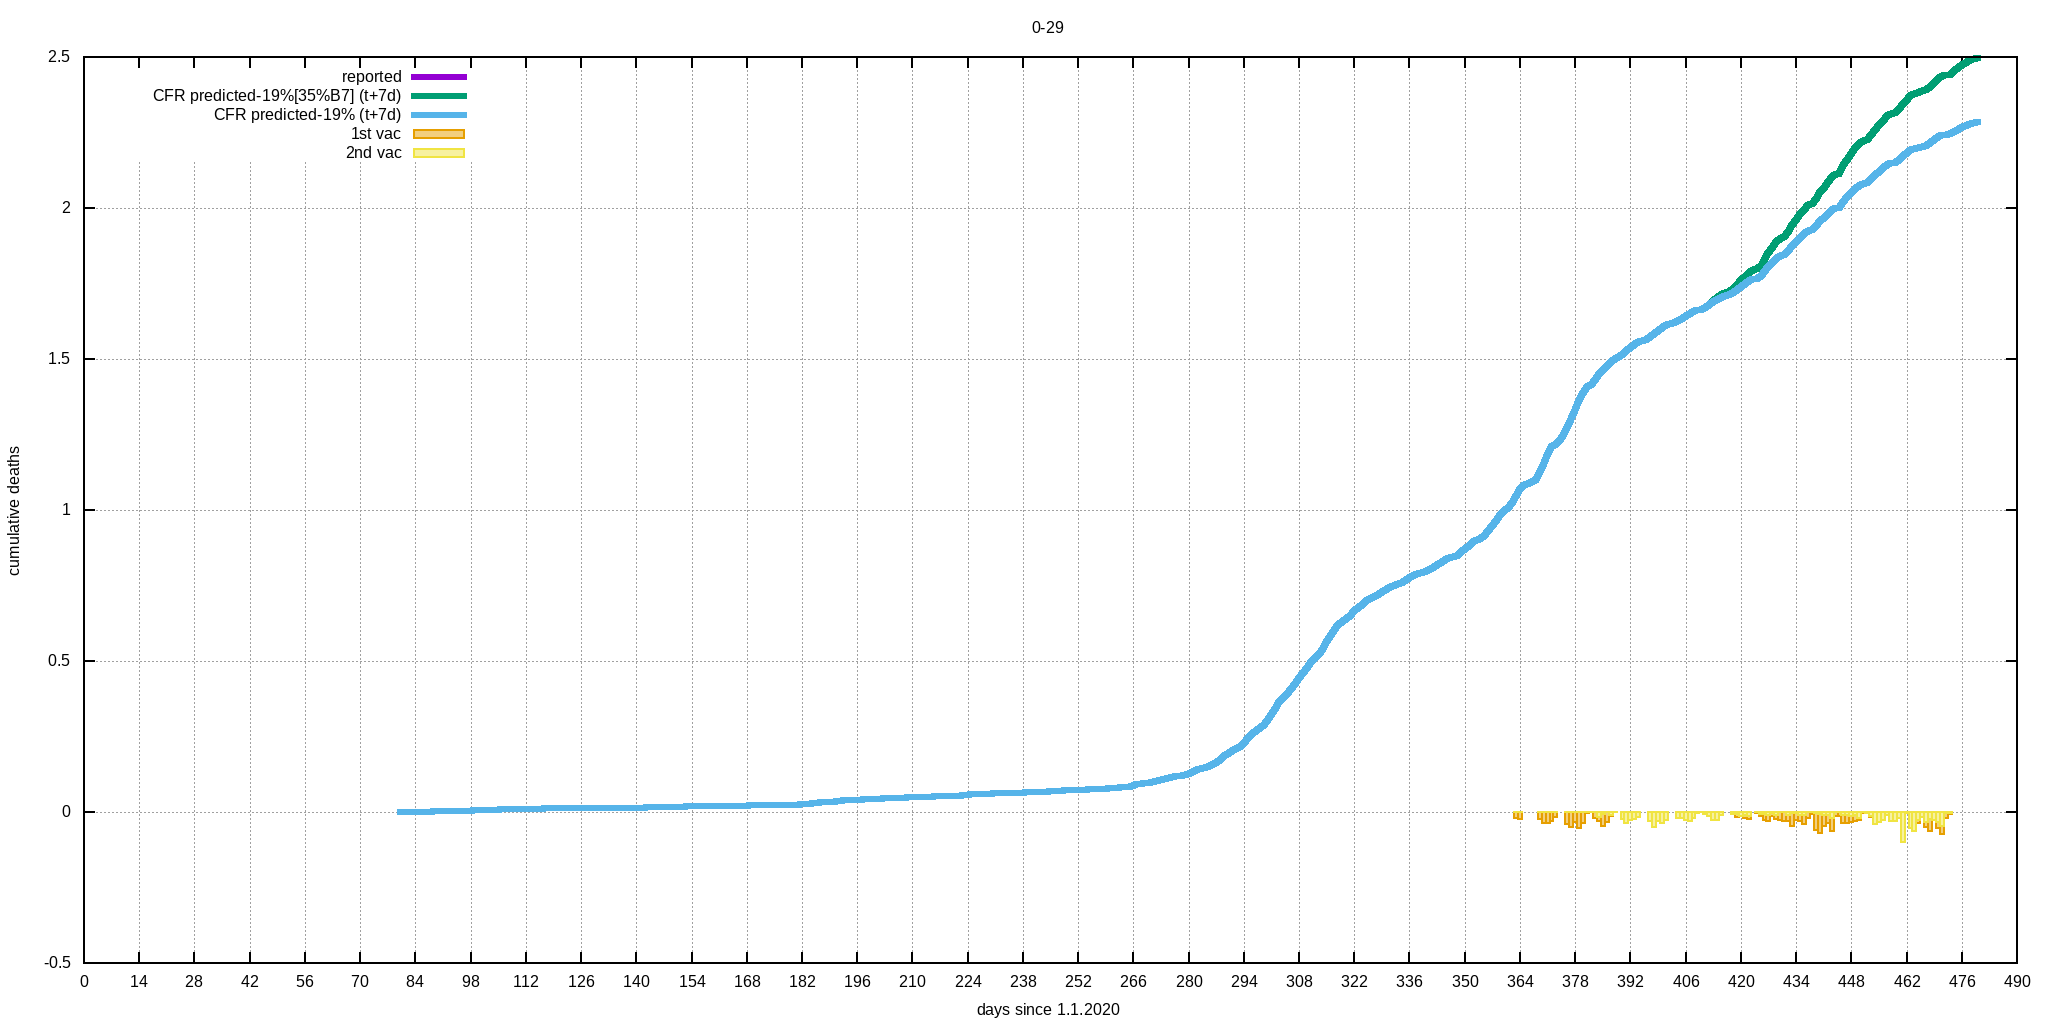 0-29
2.5
2
1.5
1
0.5
0
-0.5
cumulative deaths
reported
CFR predicted-19%[35%B7] (t+7d)
CFR predicted-19% (t+7d)
1st vac
2nd vac
0 14 28 42 56 70 84 98 112 126 140 154 168 182 196 210 224 238 252 266 280 294 308 322 336 350 364 378 392 406 420 434 448 462 476 490
days since 1.1.2020